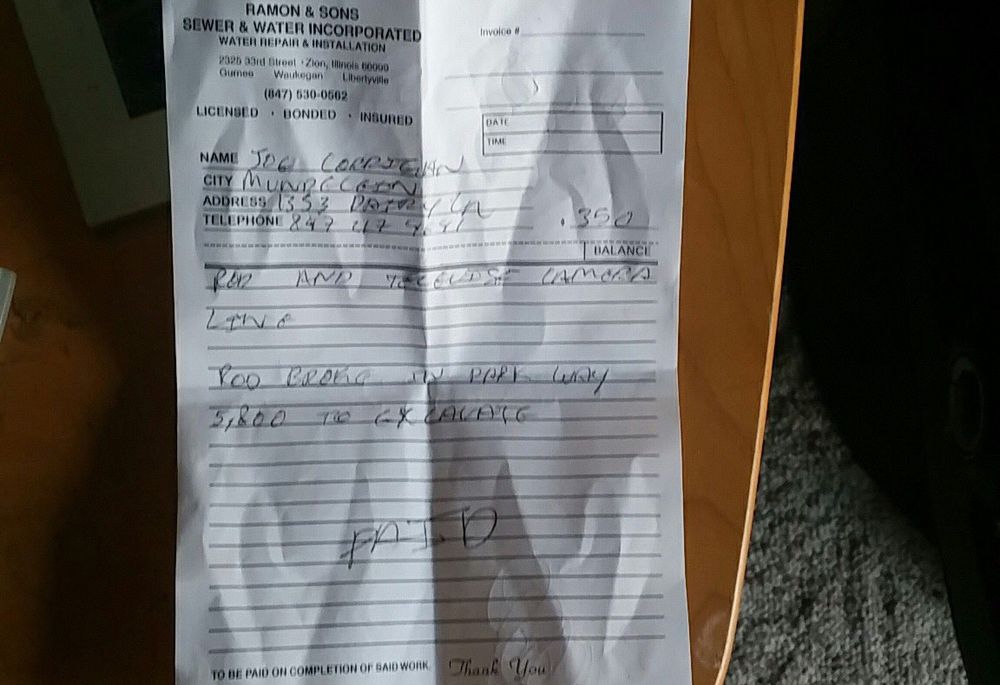 RAMON & SONS
SEWER & WATER INCORPORATED
WATER REPAIR & INSTALLATION
2325 33rd Street · Zion, Illinois 60099
Gurnee Waukegan Libertyville
(847) 530-0562
LICENSED · BONDED · INSURED
Invoice #
DATE
TIME
NAME JOE CORRIGAN
CITY MUNDELEIN
ADDRESS 1353 DAIRY LN
TELEPHONE 847
.350
BALANCE
ROD AND TELEVISE CAMERA
LINE
ROD BROKE IN PARK WAY
5,800 TO EXCAVATE
PAID
TO BE PAID ON COMPLETION OF SAID WORK.
Thank You